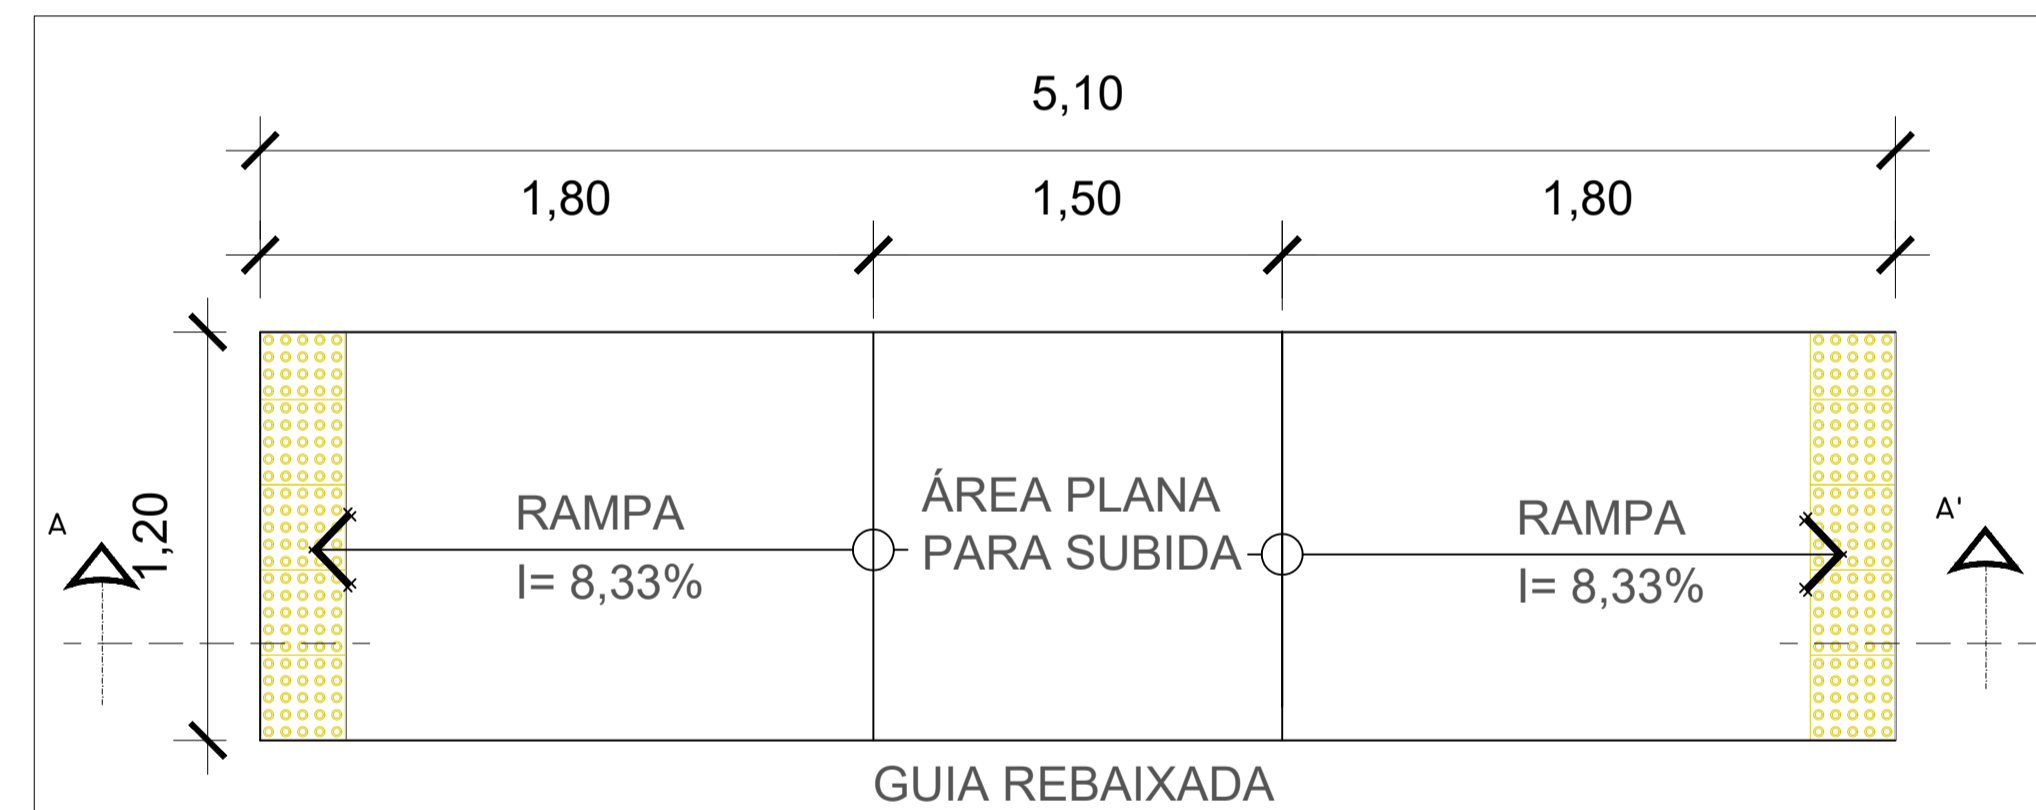 5,10
1,80
1,50
1,80
1,20
A
A'
RAMPA
I= 8,33%
ÁREA PLANA
PARA SUBIDA
RAMPA
I= 8,33%
GUIA REBAIXADA